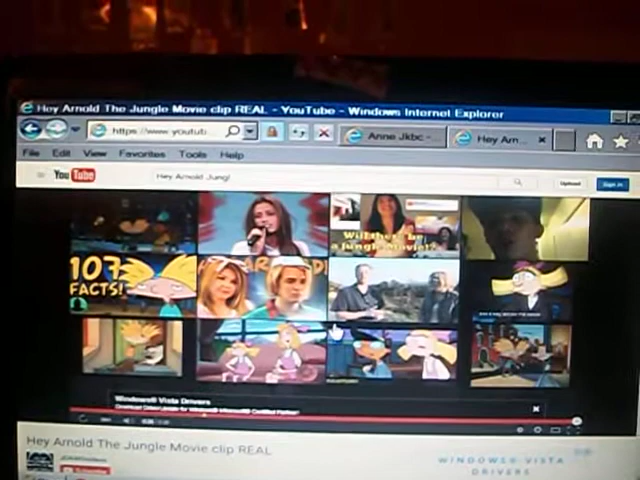 Hey Arnold The Jungle Movie clip REAL - YouTube - Windows Internet Explorer
https://www.youtub... Anne Jkbc -... Hey Arn...
File Edit View Favorites Tools Help
YouTube Hey Arnold Jungl Upload Sign in
Will there be
a Jungle Movie!?
107
FACTS!
Windows® Vista Drivers
Hey Arnold The Jungle Movie clip REAL
WINDOWS® VISTA
DRIVERS